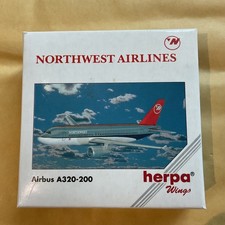 NORTHWEST AIRLINES
Airbus A320-200
herpa
Wings